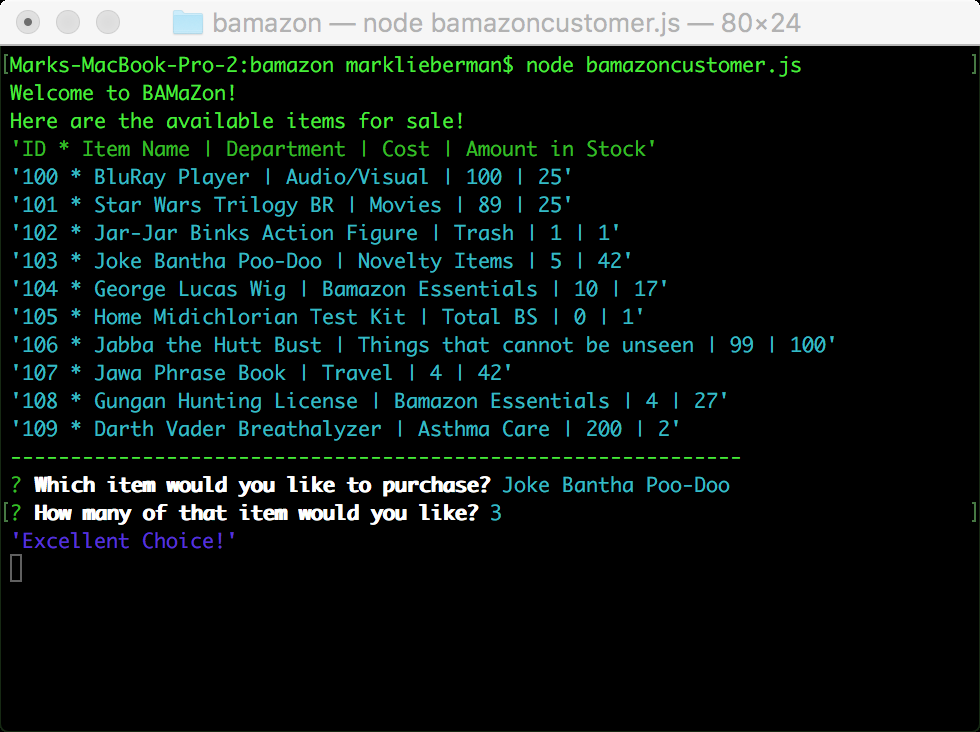 bamazon — node bamazoncustomer.js — 80×24
[Marks-MacBook-Pro-2:bamazon marklieberman$ node bamazoncustomer.js ]
Welcome to BAMaZon!
Here are the available items for sale!
'ID * Item Name | Department | Cost | Amount in Stock'
'100 * BluRay Player | Audio/Visual | 100 | 25'
'101 * Star Wars Trilogy BR | Movies | 89 | 25'
'102 * Jar-Jar Binks Action Figure | Trash | 1 | 1'
'103 * Joke Bantha Poo-Doo | Novelty Items | 5 | 42'
'104 * George Lucas Wig | Bamazon Essentials | 10 | 17'
'105 * Home Midichlorian Test Kit | Total BS | 0 | 1'
'106 * Jabba the Hutt Bust | Things that cannot be unseen | 99 | 100'
'107 * Jawa Phrase Book | Travel | 4 | 42'
'108 * Gungan Hunting License | Bamazon Essentials | 4 | 27'
'109 * Darth Vader Breathalyzer | Asthma Care | 200 | 2'
-------------------------------------------------------------
? Which item would you like to purchase? Joke Bantha Poo-Doo
[? How many of that item would you like? 3 ]
'Excellent Choice!'